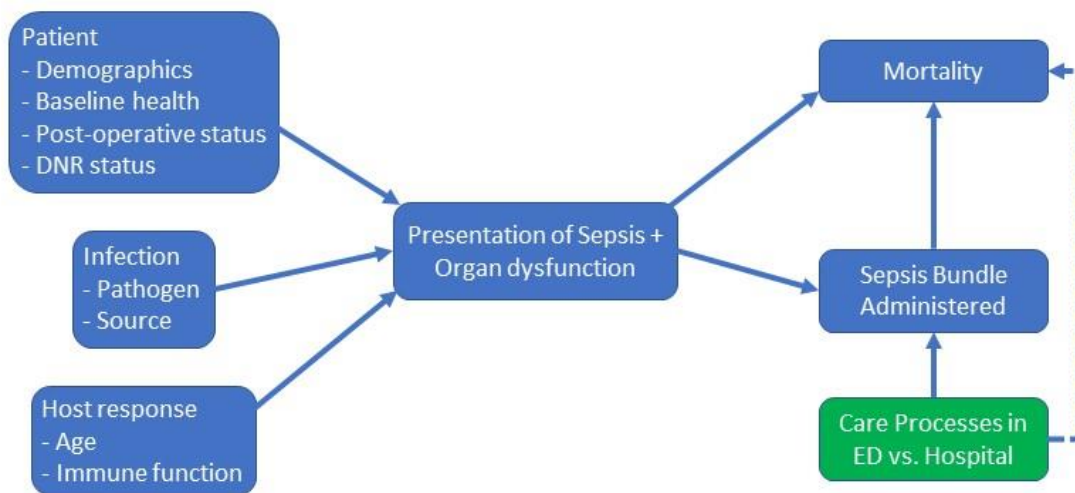 Patient
- Demographics
- Baseline health
- Post-operative status
- DNR status
Infection
- Pathogen
- Source
Host response
- Age
- Immune function
Presentation of Sepsis +
Organ dysfunction
Mortality
Sepsis Bundle
Administered
Care Processes in
ED vs. Hospital